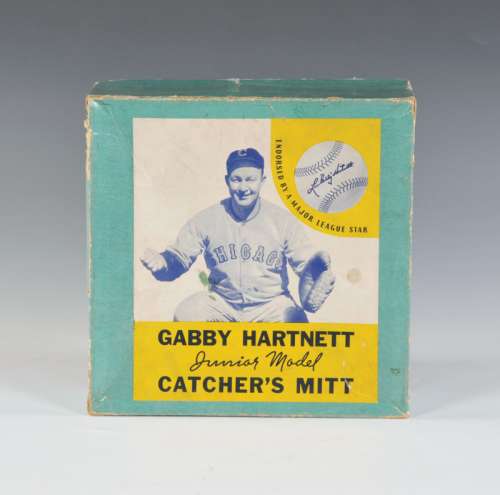 ENDORSED BY A MAJOR LEAGUE STAR
C
CHICAGO
GABBY HARTNETT
Junior Model
CATCHER'S MITT